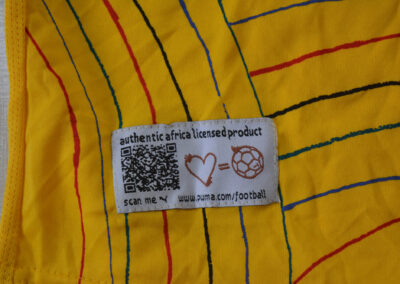 authentic africa licensed product
=
scan me
www.puma.com/football